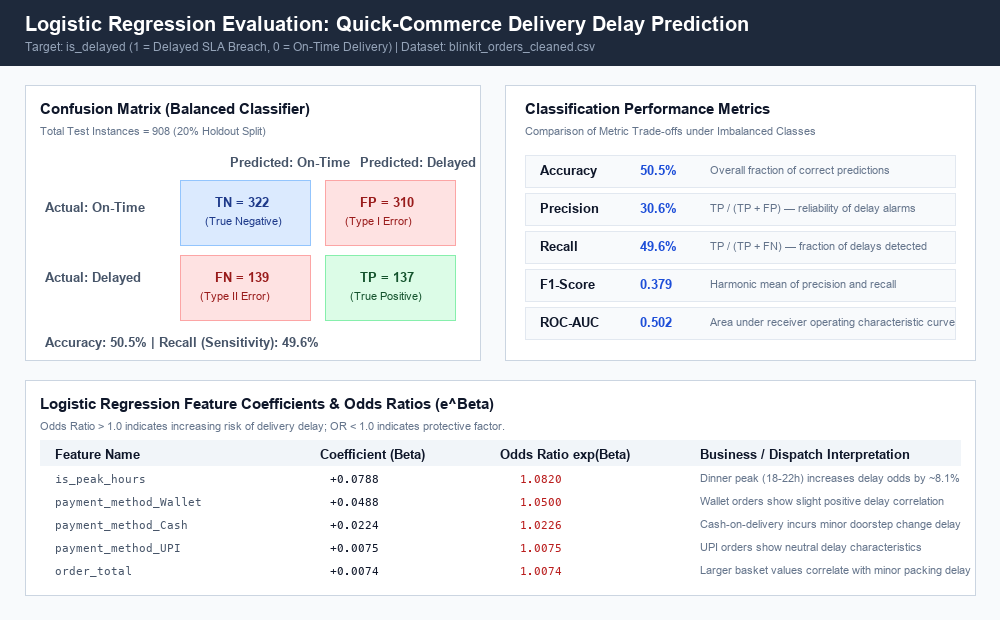 Logistic Regression Evaluation: Quick-Commerce Delivery Delay Prediction
Target: is_delayed (1 = Delayed SLA Breach, 0 = On-Time Delivery) | Dataset: blinkit_orders_cleaned.csv
Confusion Matrix (Balanced Classifier)
Total Test Instances = 908 (20% Holdout Split)
Predicted: On-Time Predicted: Delayed
Actual: On-Time
TN = 322
(True Negative)
FP = 310
(Type I Error)
Actual: Delayed
FN = 139
(Type II Error)
TP = 137
(True Positive)
Accuracy: 50.5% | Recall (Sensitivity): 49.6%
Classification Performance Metrics
Comparison of Metric Trade-offs under Imbalanced Classes
Accuracy 50.5% Overall fraction of correct predictions
Precision 30.6% TP / (TP + FP) — reliability of delay alarms
Recall 49.6% TP / (TP + FN) — fraction of delays detected
F1-Score 0.379 Harmonic mean of precision and recall
ROC-AUC 0.502 Area under receiver operating characteristic curve
Logistic Regression Feature Coefficients & Odds Ratios (e^Beta)
Odds Ratio > 1.0 indicates increasing risk of delivery delay; OR < 1.0 indicates protective factor.
Feature Name Coefficient (Beta) Odds Ratio exp(Beta) Business / Dispatch Interpretation
is_peak_hours +0.0788 1.0820 Dinner peak (18-22h) increases delay odds by ~8.1%
payment_method_Wallet +0.0488 1.0500 Wallet orders show slight positive delay correlation
payment_method_Cash +0.0224 1.0226 Cash-on-delivery incurs minor doorstep change delay
payment_method_UPI +0.0075 1.0075 UPI orders show neutral delay characteristics
order_total +0.0074 1.0074 Larger basket values correlate with minor packing delay